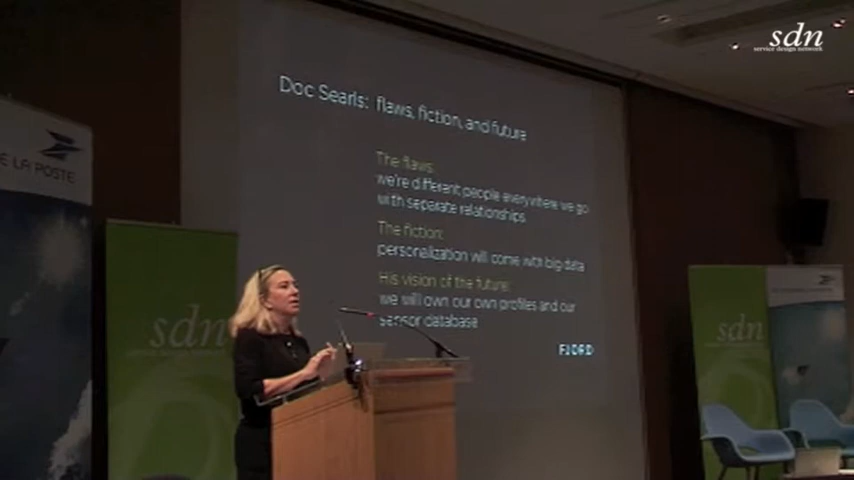 sdn
service design network
Doc Searls: flaws, fiction, and future
The flaws:
we're different people everywhere we go
with separate relationships
The fiction:
personalization will come with big data
His vision of the future:
we will own our own profiles and our
sensor database
FJORD
E LA POSTE
sdn
sdn